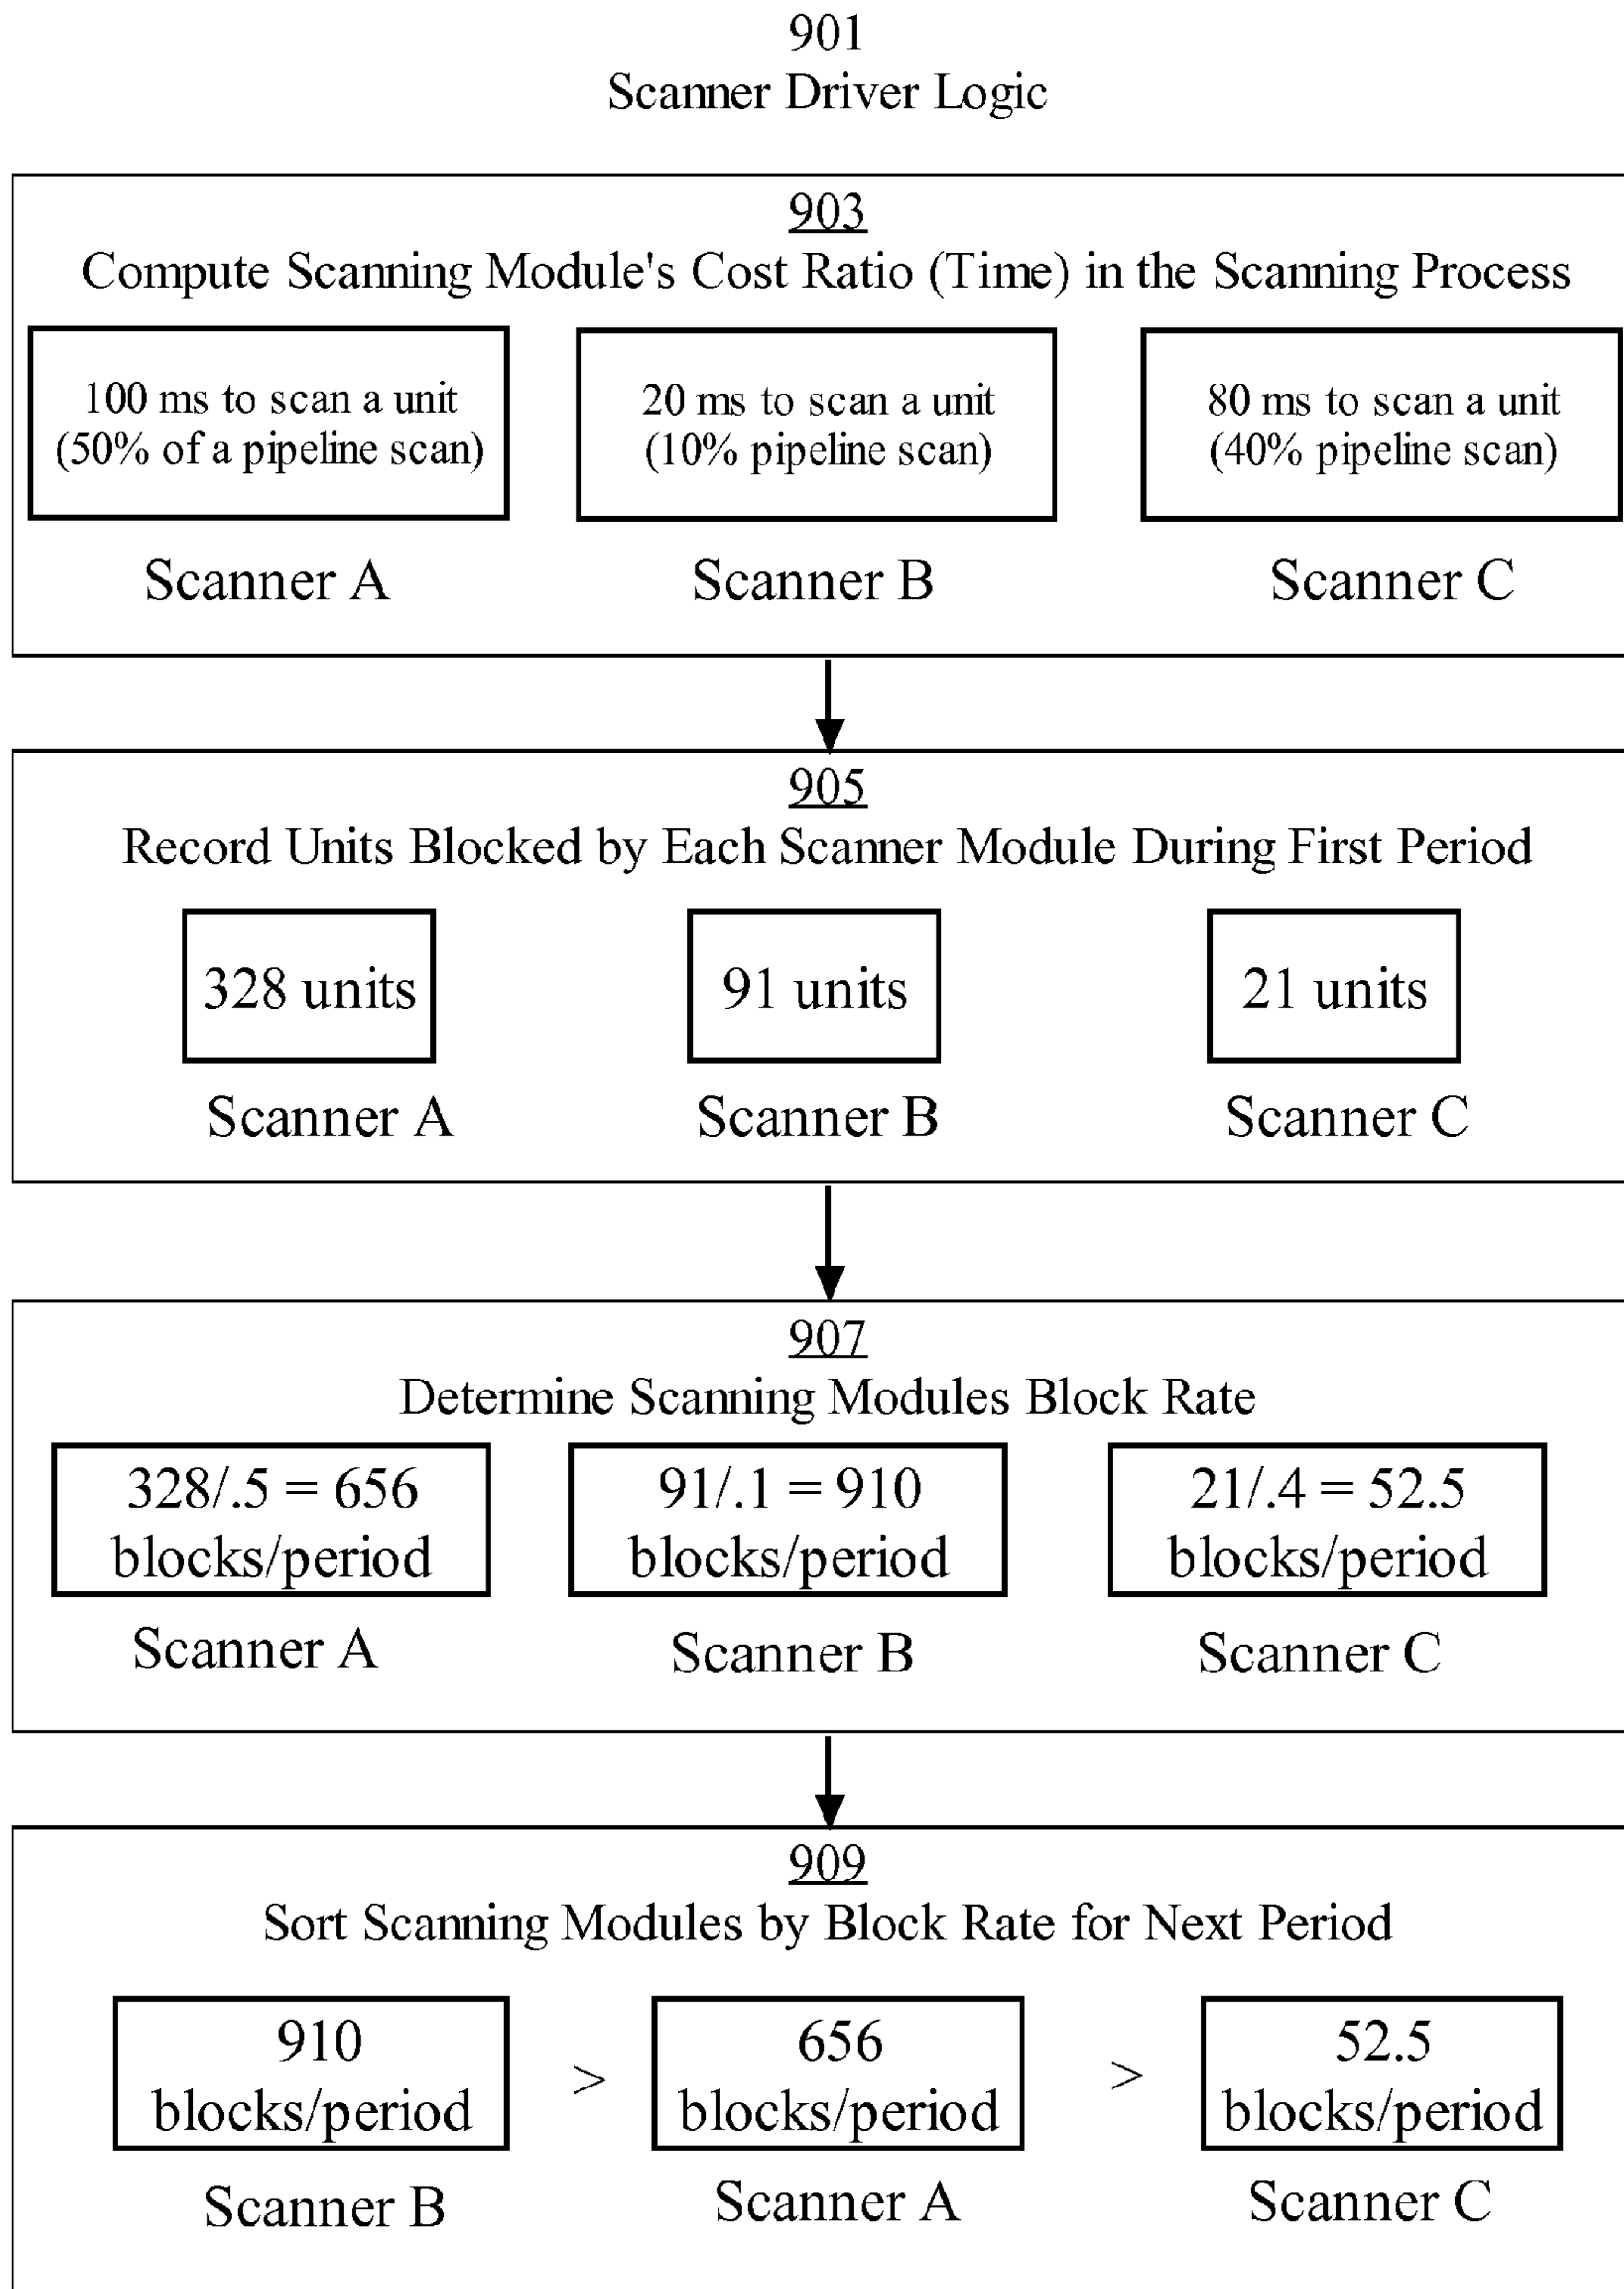 901
Scanner Driver Logic
903
Compute Scanning Module's Cost Ratio (Time) in the Scanning Process
100 ms to scan a unit
(50% of a pipeline scan)
Scanner A
20 ms to scan a unit
(10% pipeline scan)
Scanner B
80 ms to scan a unit
(40% pipeline scan)
Scanner C
905
Record Units Blocked by Each Scanner Module During First Period
328 units
Scanner A
91 units
Scanner B
21 units
Scanner C
907
Determine Scanning Modules Block Rate
328/.5 = 656
blocks/period
Scanner A
91/.1 = 910
blocks/period
Scanner B
21/.4 = 52.5
blocks/period
Scanner C
909
Sort Scanning Modules by Block Rate for Next Period
910
blocks/period
Scanner B
>
656
blocks/period
Scanner A
>
52.5
blocks/period
Scanner C